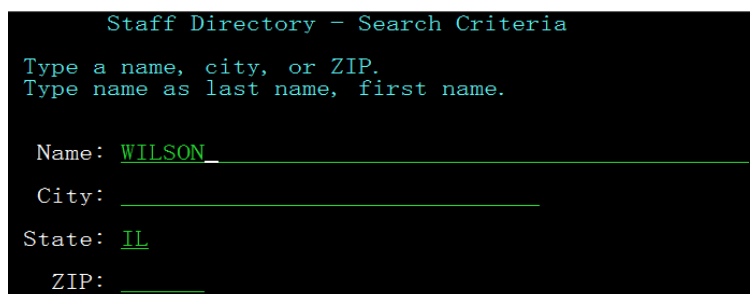 Staff Directory - Search Criteria
Type a name, city, or ZIP.
Type name as last name, first name.
Name: WILSON
City:
State: IL
ZIP: